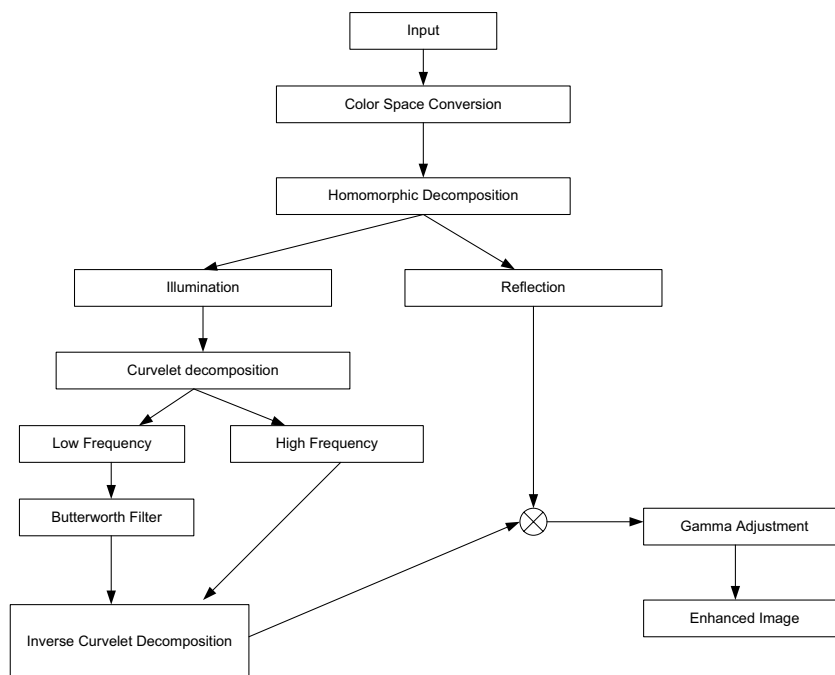 Input
Color Space Conversion
Homomorphic Decomposition
Illumination
Reflection
Curvelet decomposition
Low Frequency
High Frequency
Butterworth Filter
Gamma Adjustment
Inverse Curvelet Decomposition
Enhanced Image